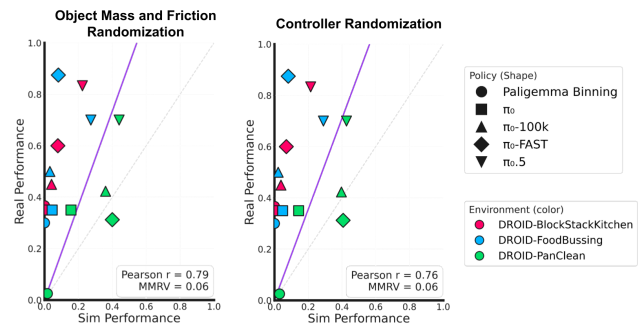 Object Mass and Friction
Randomization
Real Performance
1.0
0.8
0.6
0.4
0.2
0.0
0.0 0.2 0.4 0.6 0.8 1.0
Sim Performance
Pearson r = 0.79
MMRV = 0.06
Controller Randomization
Real Performance
1.0
0.8
0.6
0.4
0.2
0.0
0.0 0.2 0.4 0.6 0.8 1.0
Sim Performance
Pearson r = 0.76
MMRV = 0.06
Policy (Shape)
Paligemma Binning
π₀
π₀-100k
π₀-FAST
π₀.5
Environment (color)
DROID-BlockStackKitchen
DROID-FoodBussing
DROID-PanClean